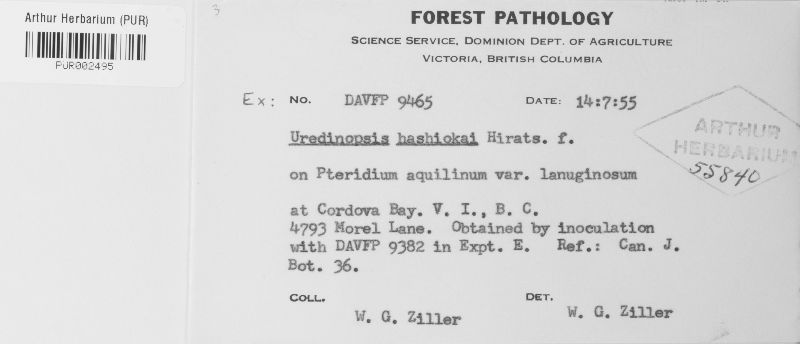 Arthur Herbarium (PUR)
PUR002495
3
FOREST PATHOLOGY
SCIENCE SERVICE, DOMINION DEPT. OF AGRICULTURE
VICTORIA, BRITISH COLUMBIA
Ex: NO. DAVFP 9465 DATE: 14:7:55
Uredinopsis hashiokai Hirats. f.
ARTHUR
HERBARIUM
55840
on Pteridium aquilinum var. lanuginosum
at Cordova Bay. V. I., B. C.
4793 Morel Lane. Obtained by inoculation
with DAVFP 9382 in Expt. E. Ref.: Can. J.
Bot. 36.
COLL. DET.
W. G. Ziller W. G. Ziller